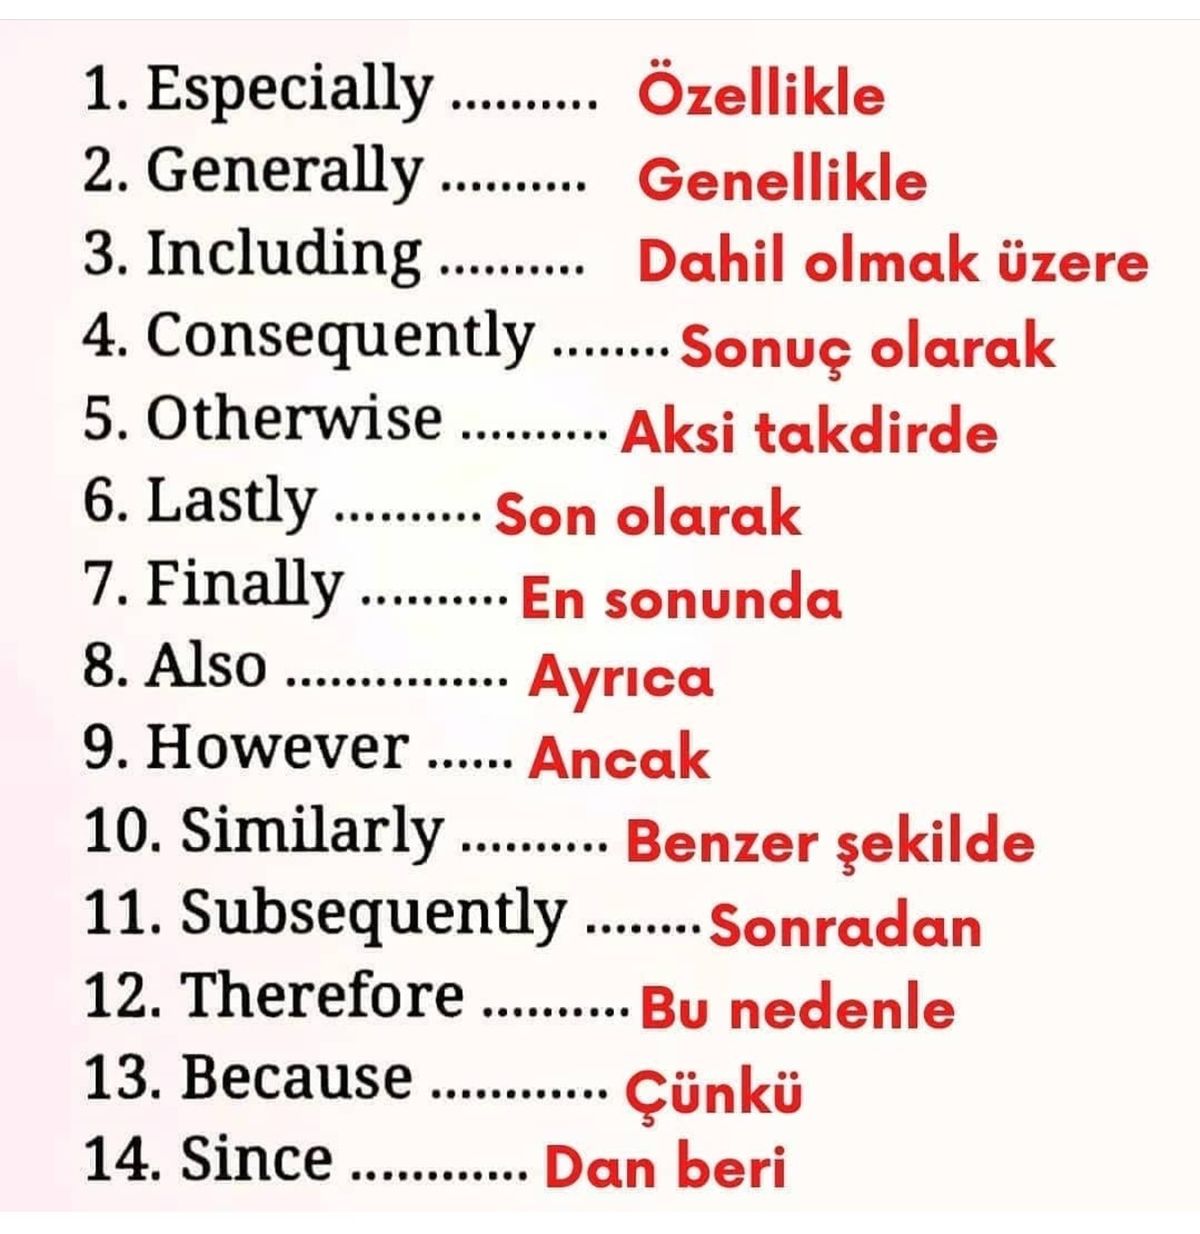 1. Especially .......... Özellikle
2. Generally .......... Genellikle
3. Including .......... Dahil olmak üzere
4. Consequently ........ Sonuç olarak
5. Otherwise .......... Aksi takdirde
6. Lastly .......... Son olarak
7. Finally .......... En sonunda
8. Also ............... Ayrıca
9. However ...... Ancak
10. Similarly .......... Benzer şekilde
11. Subsequently ........ Sonradan
12. Therefore .......... Bu nedenle
13. Because ............ Çünkü
14. Since ............ Dan beri